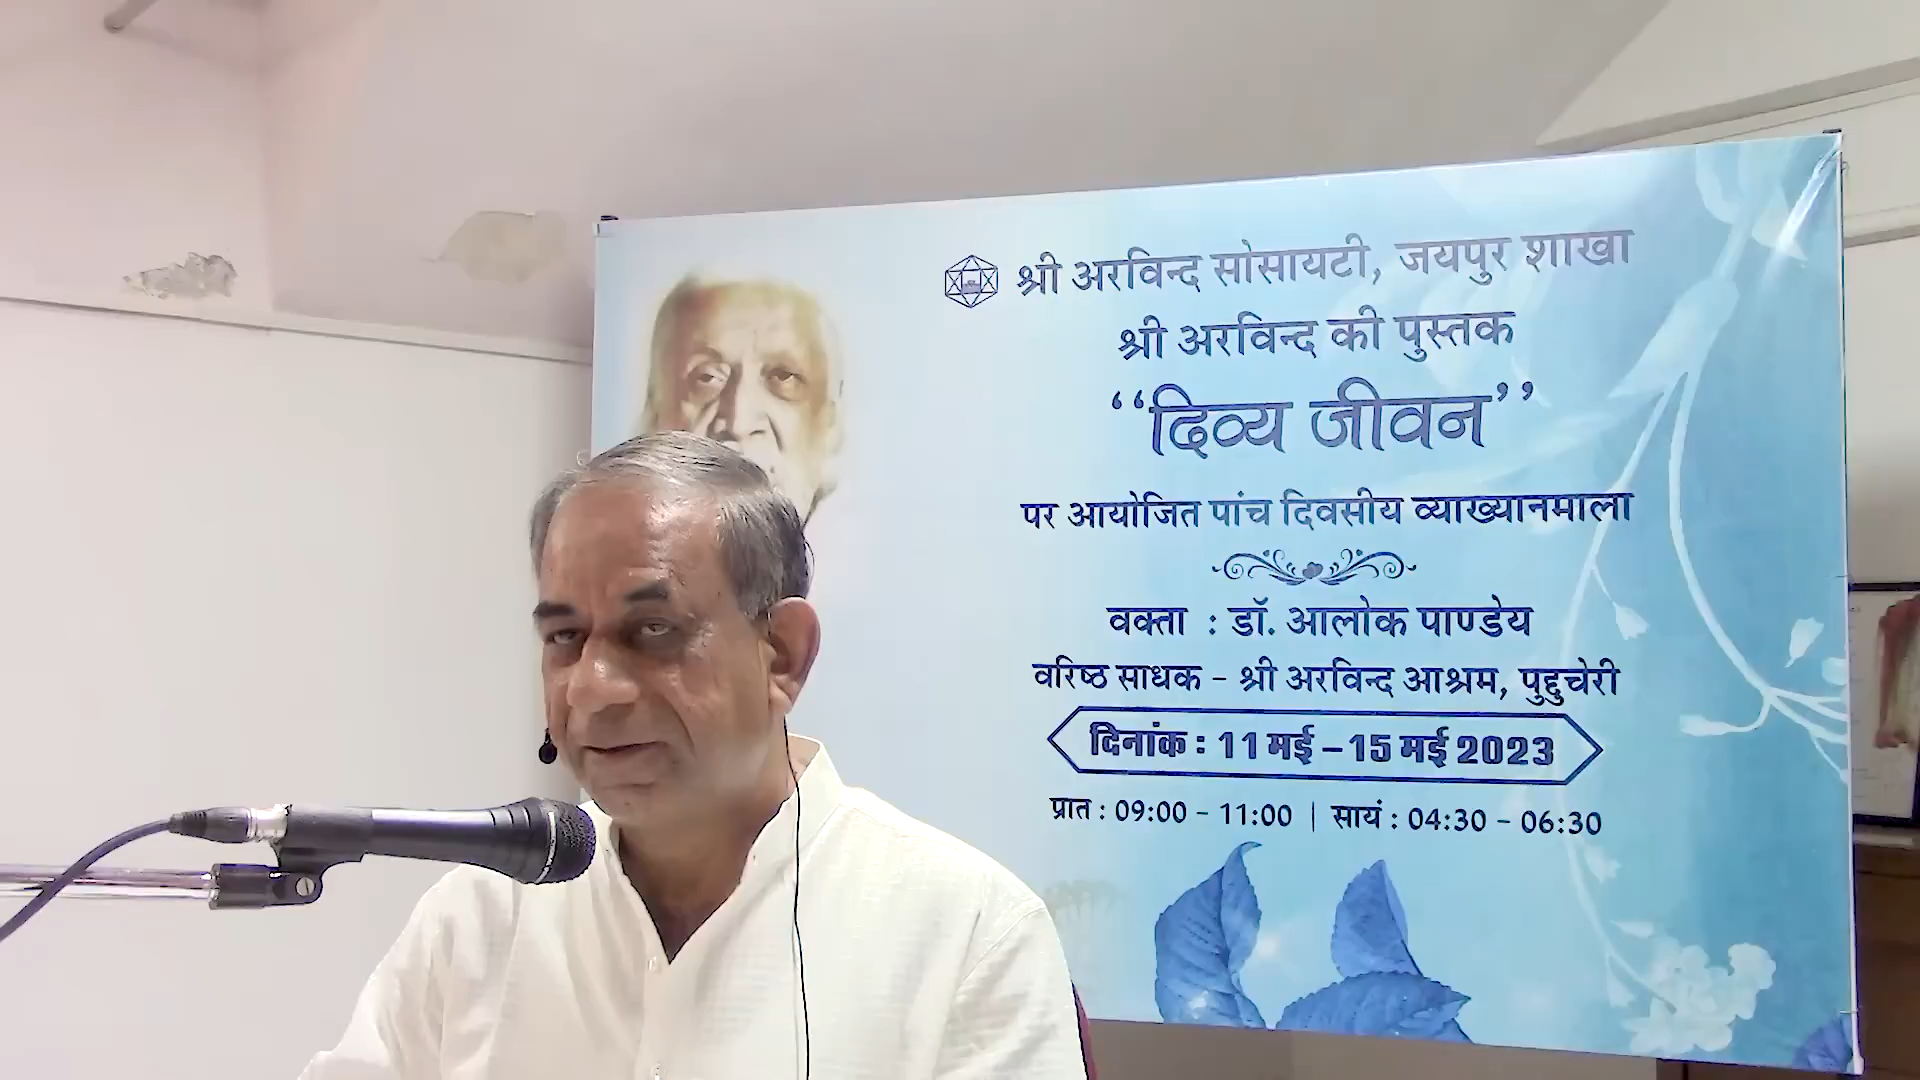 श्री अरविन्द सोसायटी, जयपुर शाखा
श्री अरविन्द की पुस्तक
‘‘दिव्य जीवन’’
पर आयोजित पांच दिवसीय व्याख्यानमाला
वक्ता : डॉ. आलोक पाण्डेय
वरिष्ठ साधक - श्री अरविन्द आश्रम, पुद्दुचेरी
दिनांक : 11 मई – 15 मई 2023
प्रात : 09:00 - 11:00 | सायं : 04:30 - 06:30